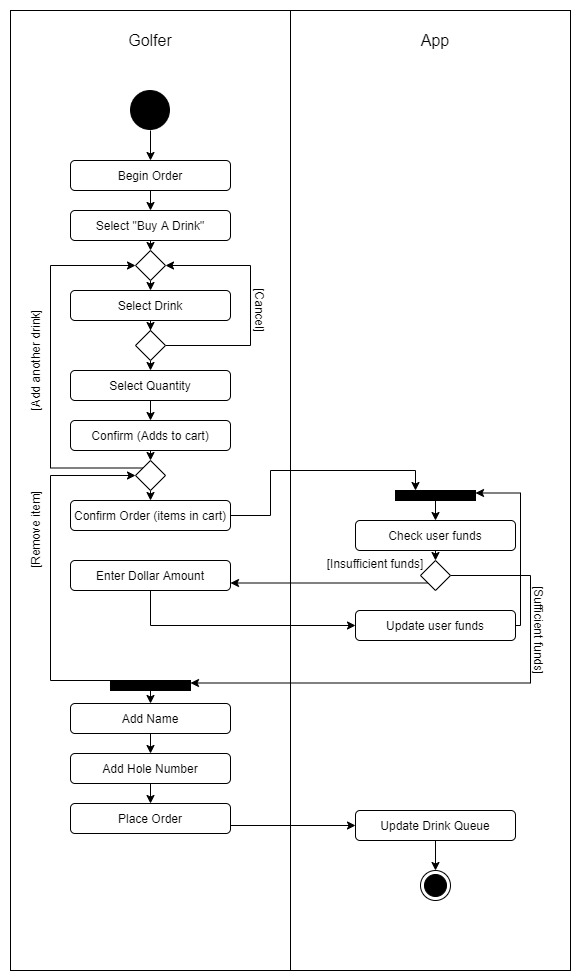 Golfer
App
Begin Order
Select "Buy A Drink"
Select Drink
[Cancel]
[Add another drink]
Select Quantity
Confirm (Adds to cart)
[Remove item]
Confirm Order (items in cart)
Check user funds
[Insufficient funds]
Enter Dollar Amount
[Sufficient funds]
Update user funds
Add Name
Add Hole Number
Place Order
Update Drink Queue